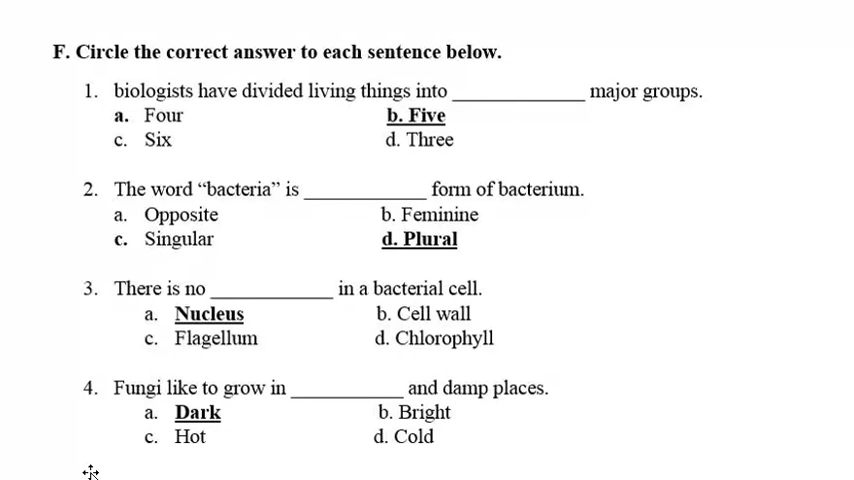 F. Circle the correct answer to each sentence below.
1. biologists have divided living things into _____________ major groups.
a. Four b. Five
c. Six d. Three
2. The word “bacteria” is ____________ form of bacterium.
a. Opposite b. Feminine
c. Singular d. Plural
3. There is no ____________ in a bacterial cell.
a. Nucleus b. Cell wall
c. Flagellum d. Chlorophyll
4. Fungi like to grow in ___________ and damp places.
a. Dark b. Bright
c. Hot d. Cold